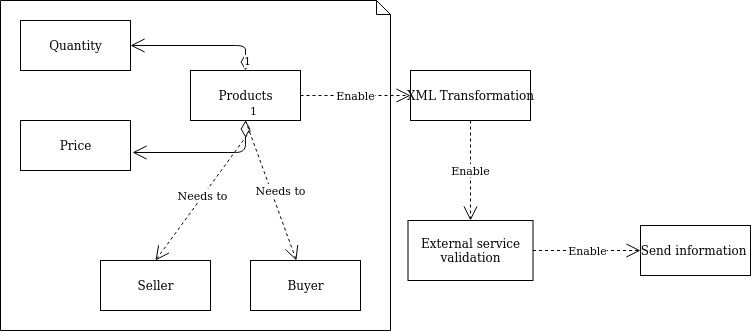 Quantity
1
Products
Enable
XML Transformation
1
Price
Enable
Needs to
Needs to
External service
validation
Enable
Send information
Seller
Buyer